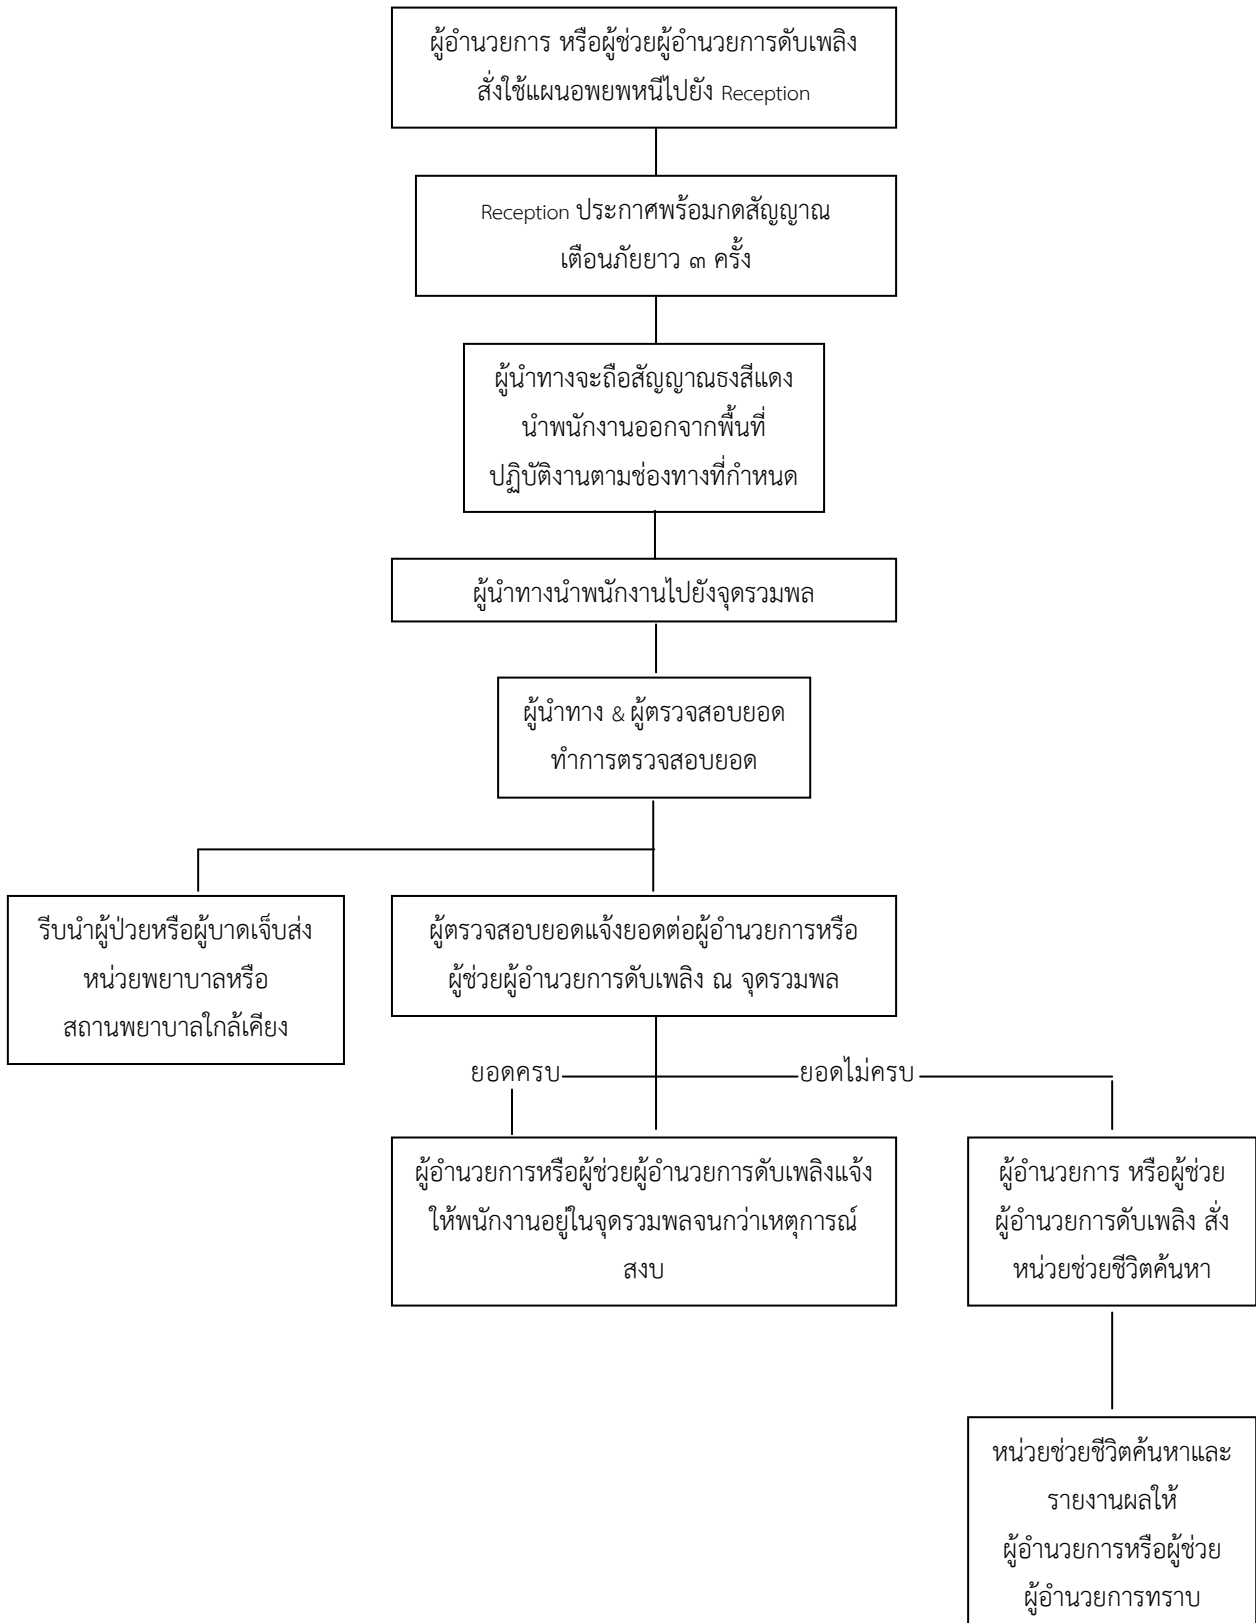 ผู้อำนวยการ หรือผู้ช่วยผู้อำนวยการดับเพลิง
สั่งใช้แผนอพยพหนีไปยัง Reception
Reception ประกาศพร้อมกดสัญญาณ
เตือนภัยยาว ๓ ครั้ง
ผู้นำทางจะถือสัญญาณธงสีแดง
นำพนักงานออกจากพื้นที่
ปฏิบัติงานตามช่องทางที่กำหนด
ผู้นำทางนำพนักงานไปยังจุดรวมพล
ผู้นำทาง & ผู้ตรวจสอบยอด
ทำการตรวจสอบยอด
รีบนำผู้ป่วยหรือผู้บาดเจ็บส่ง
หน่วยพยาบาลหรือ
สถานพยาบาลใกล้เคียง
ผู้ตรวจสอบยอดแจ้งยอดต่อผู้อำนวยการหรือ
ผู้ช่วยผู้อำนวยการดับเพลิง ณ จุดรวมพล
ยอดครบ
ยอดไม่ครบ
ผู้อำนวยการหรือผู้ช่วยผู้อำนวยการดับเพลิงแจ้ง
ให้พนักงานอยู่ในจุดรวมพลจนกว่าเหตุการณ์
สงบ
ผู้อำนวยการ หรือผู้ช่วย
ผู้อำนวยการดับเพลิง สั่ง
หน่วยช่วยชีวิตค้นหา
หน่วยช่วยชีวิตค้นหาและ
รายงานผลให้
ผู้อำนวยการหรือผู้ช่วย
ผู้อำนวยการทราบ